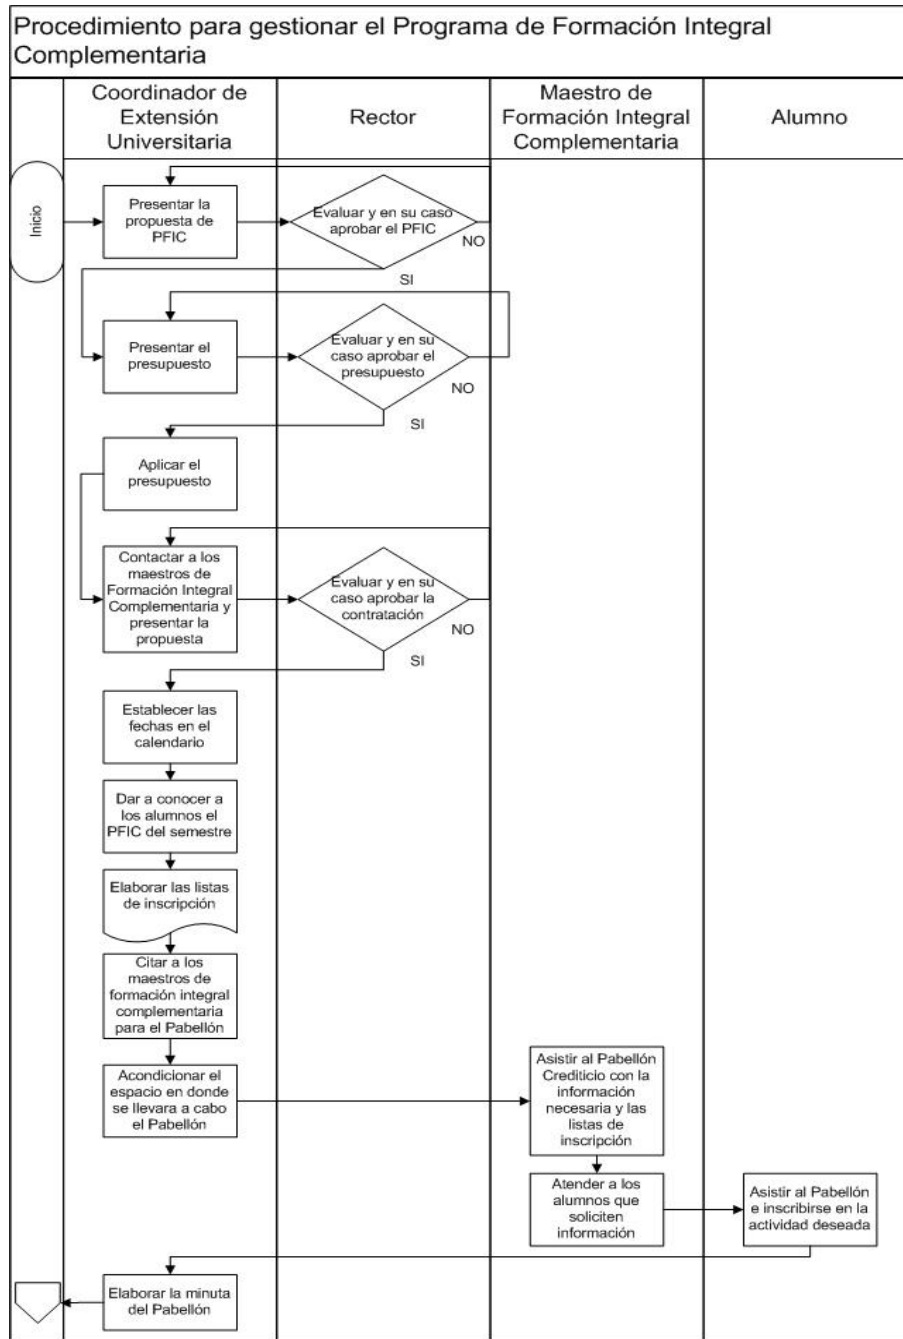 Procedimiento para gestionar el Programa de Formación Integral
Complementaria
Coordinador de
Extensión
Universitaria
Rector
Maestro de
Formación Integral
Complementaria
Alumno
Inicio
Presentar la
propuesta de
PFIC
Evaluar y en su caso
aprobar el PFIC
NO
SI
Presentar el
presupuesto
Evaluar y en su
caso aprobar el
presupuesto
NO
SI
Aplicar el
presupuesto
Contactar a los
maestros de
Formación Integral
Complementaria y
presentar la
propuesta
Evaluar y en su
caso aprobar la
contratación
NO
SI
Establecer las
fechas en el
calendario
Dar a conocer a
los alumnos el
PFIC del semestre
Elaborar las listas
de inscripción
Citar a los
maestros de
formación integral
complementaria
para el Pabellón
Acondicionar el
espacio en donde
se llevara a cabo
el Pabellón
Asistir al Pabellón
Crediticio con la
información
necesaria y las
listas de
inscripción
Atender a los
alumnos que
soliciten
información
Asistir al Pabellón
e inscribirse en la
actividad deseada
Elaborar la minuta
del Pabellón